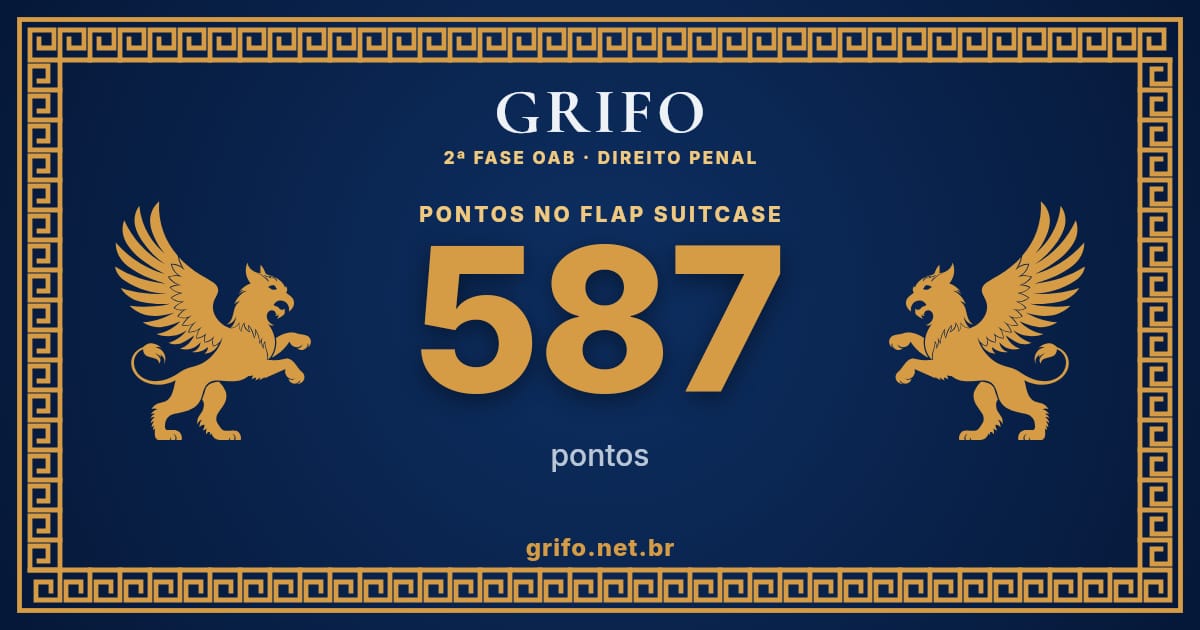 GRIFO
2ª FASE OAB · DIREITO PENAL
PONTOS NO FLAP SUITCASE
587
pontos
grifo.net.br